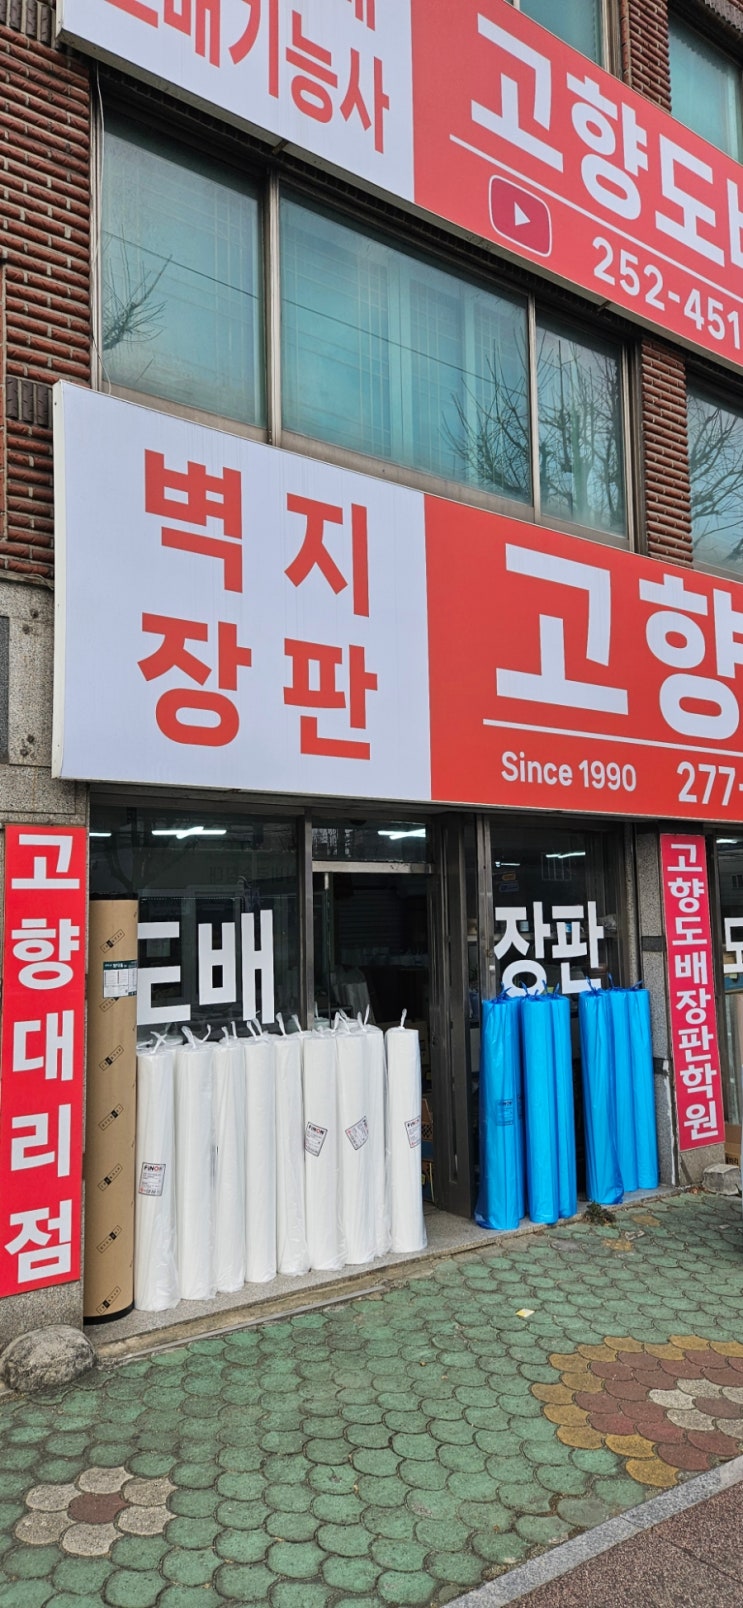 도배기능사
고향도배
252-451
벽지
장판
고향
Since 1990
277-
고향대리점
도배
장판
고향도배장판학원